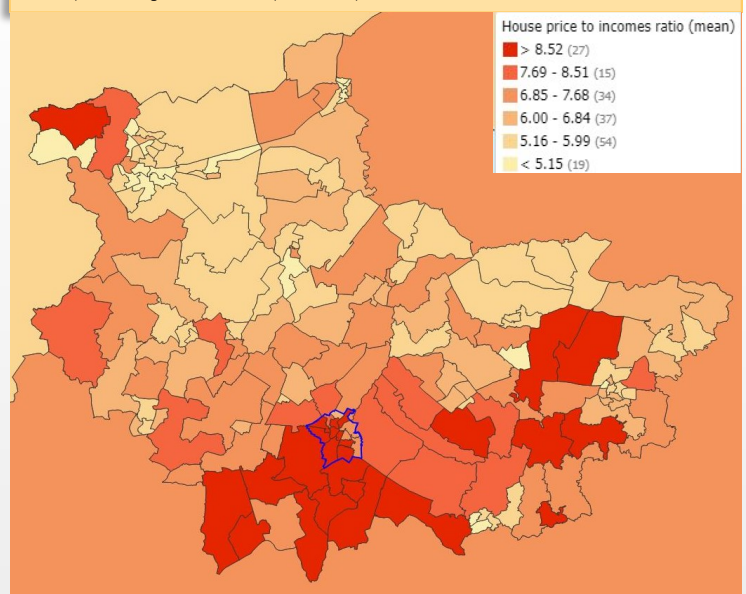 House price to incomes ratio (mean)
> 8.52 (27)
7.69 - 8.51 (15)
6.85 - 7.68 (34)
6.00 - 6.84 (37)
5.16 - 5.99 (54)
< 5.15 (19)